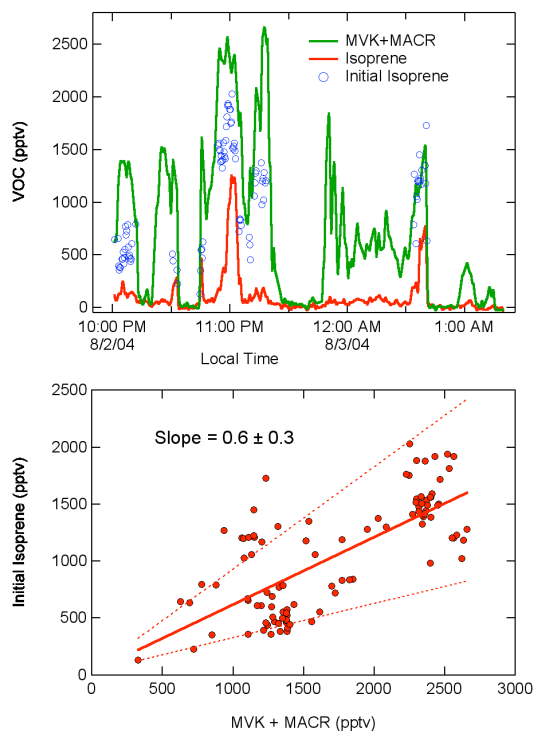 2500
2000
1500
1000
500
0
VOC (pptv)
MVK+MACR
Isoprene
Initial Isoprene
10:00 PM 11:00 PM 12:00 AM 1:00 AM
8/2/04 8/3/04
Local Time
2500
2000
1500
1000
500
0
Initial Isoprene (pptv)
Slope = 0.6 ± 0.3
0 500 1000 1500 2000 2500 3000
MVK + MACR (pptv)